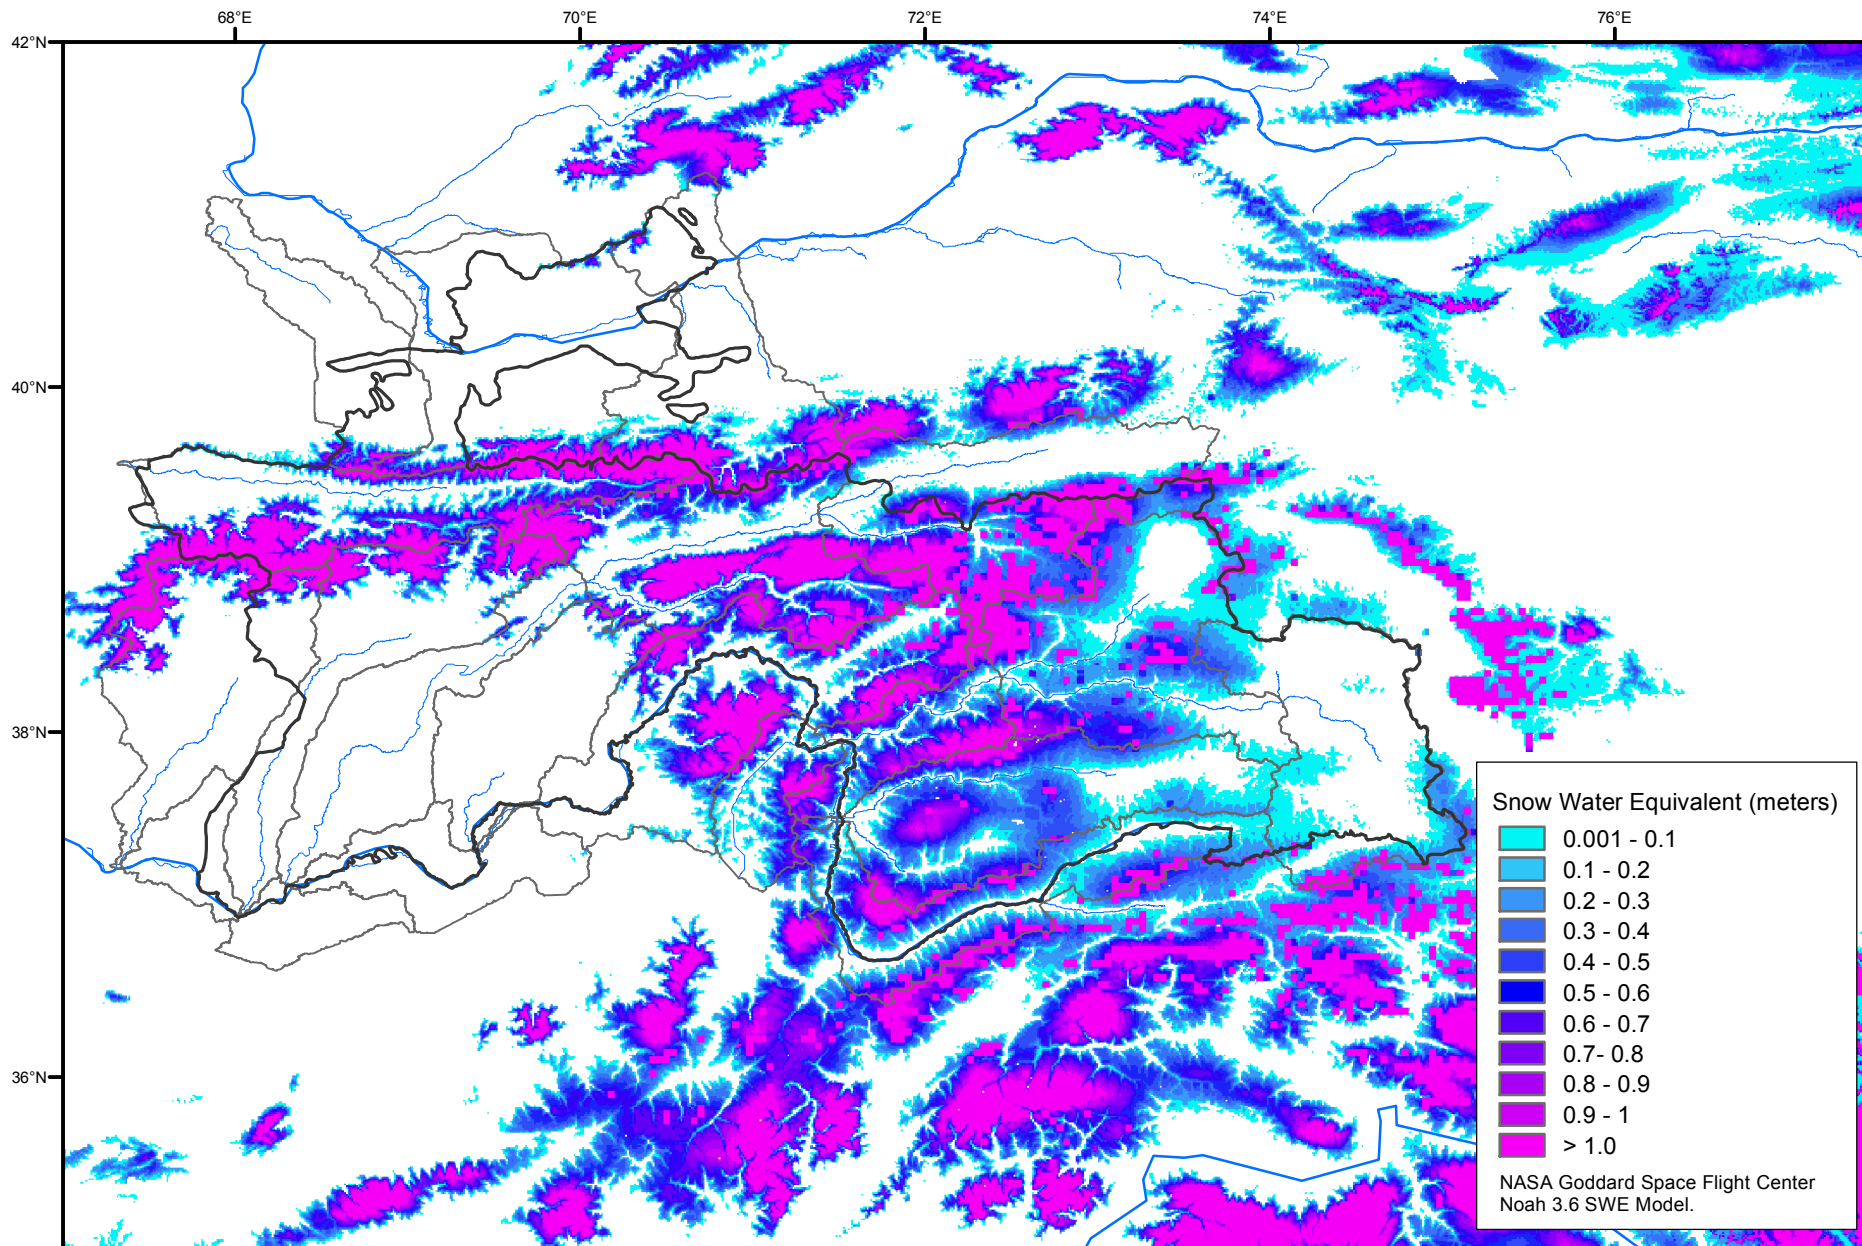 68°E 70°E 72°E 74°E 76°E
42°N
40°N
38°N
36°N
Snow Water Equivalent (meters)
0.001 - 0.1
0.1 - 0.2
0.2 - 0.3
0.3 - 0.4
0.4 - 0.5
0.5 - 0.6
0.6 - 0.7
0.7- 0.8
0.8 - 0.9
0.9 - 1
> 1.0
NASA Goddard Space Flight Center
Noah 3.6 SWE Model.